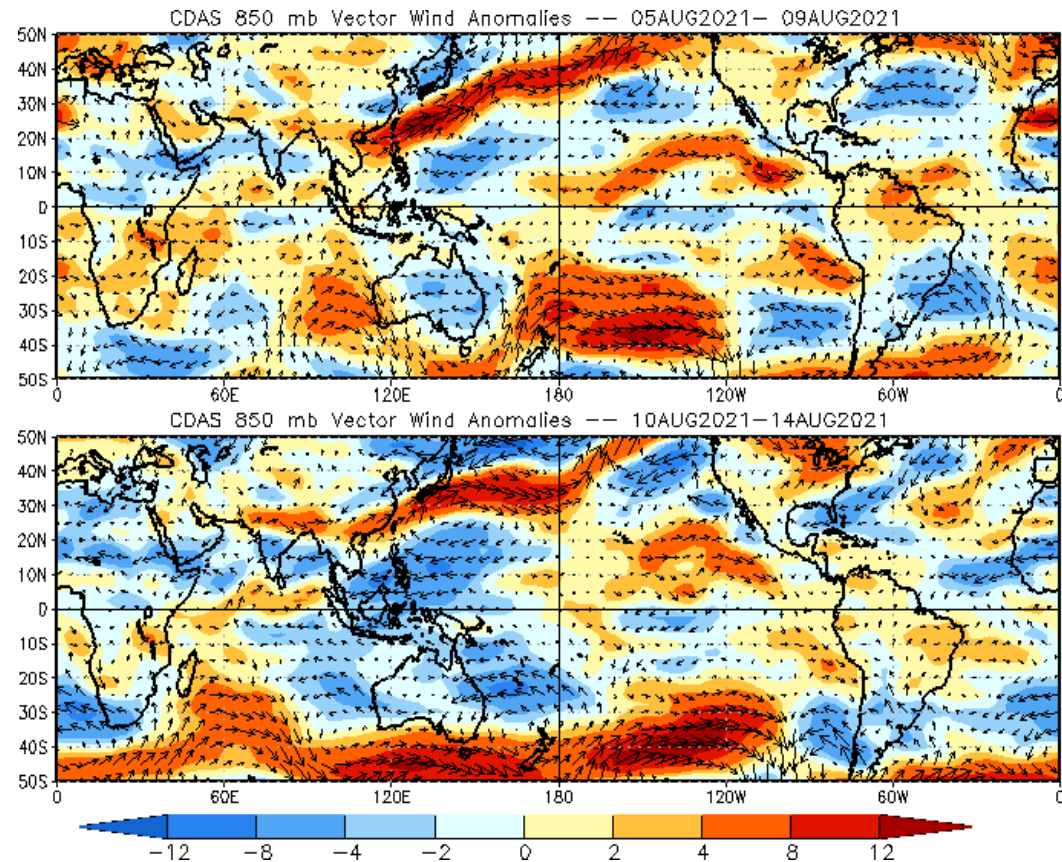 CDAS 850 mb Vector Wind Anomalies -- 05AUG2021- 09AUG2021
50N
40N
30N
20N
10N
0
10S
20S
30S
40S
50S
0 60E 120E 180 120W 60W 0
CDAS 850 mb Vector Wind Anomalies -- 10AUG2021-14AUG2021
50N
40N
30N
20N
10N
0
10S
20S
30S
40S
50S
0 60E 120E 180 120W 60W 0
-12 -8 -4 -2 0 2 4 8 12